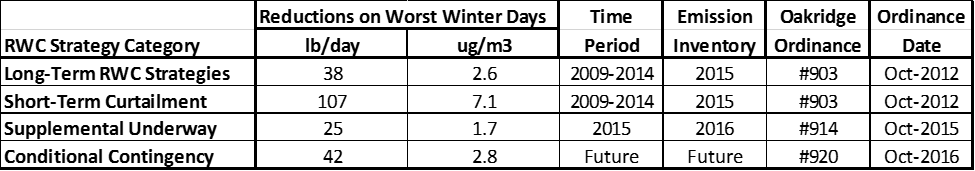 Reductions on Worst Winter Days Time Emission Oakridge Ordinance
RWC Strategy Category lb/day ug/m3 Period Inventory Ordinance Date
Long-Term RWC Strategies 38 2.6 2009-2014 2015 #903 Oct-2012
Short-Term Curtailment 107 7.1 2009-2014 2015 #903 Oct-2012
Supplemental Underway 25 1.7 2015 2016 #914 Oct-2015
Conditional Contingency 42 2.8 Future Future #920 Oct-2016